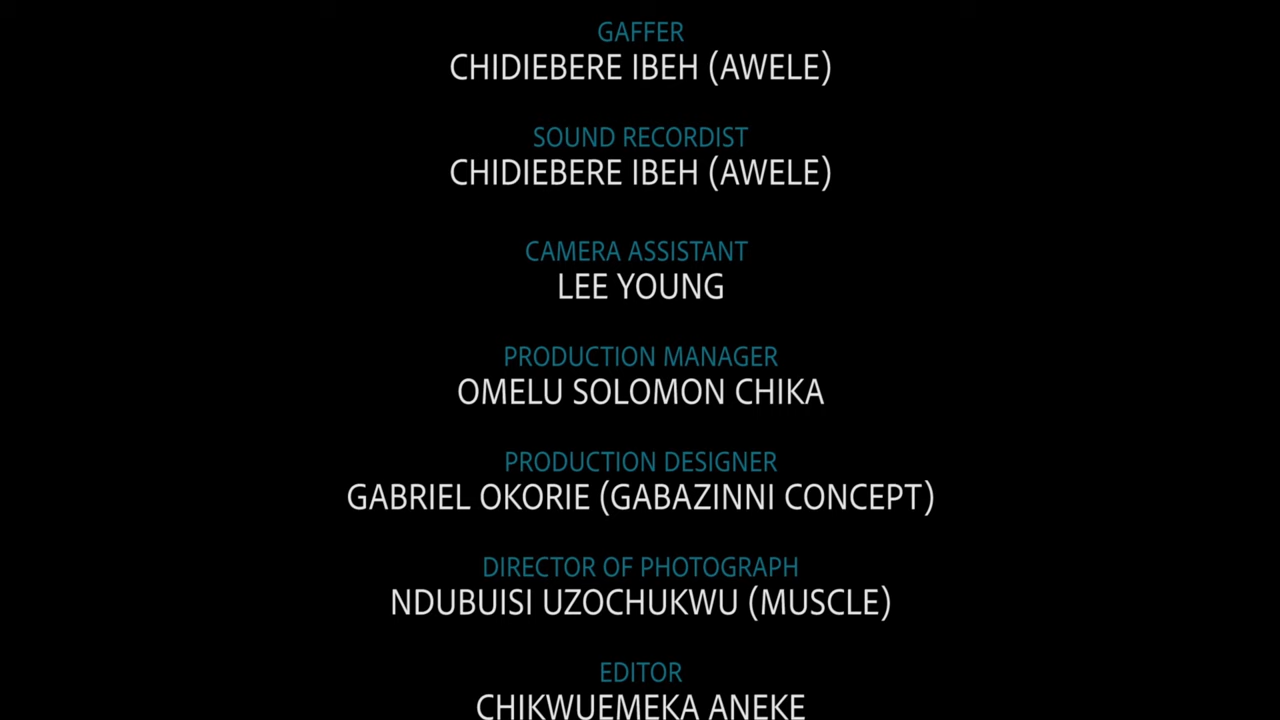 GAFFER
CHIDIEBERE IBEH (AWELE)
SOUND RECORDIST
CHIDIEBERE IBEH (AWELE)
CAMERA ASSISTANT
LEE YOUNG
PRODUCTION MANAGER
OMELU SOLOMON CHIKA
PRODUCTION DESIGNER
GABRIEL OKORIE (GABAZINNI CONCEPT)
DIRECTOR OF PHOTOGRAPH
NDUBUISI UZOCHUKWU (MUSCLE)
EDITOR
CHIKWUEMEKA ANEKE